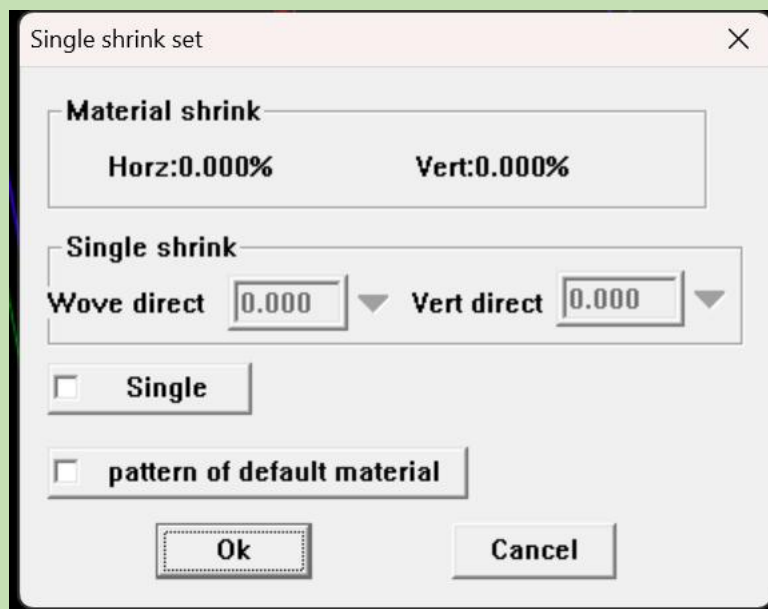 Single shrink set
Material shrink
Horz:0.000% Vert:0.000%
Single shrink
Wove direct 0.000 Vert direct 0.000
Single
pattern of default material
Ok Cancel